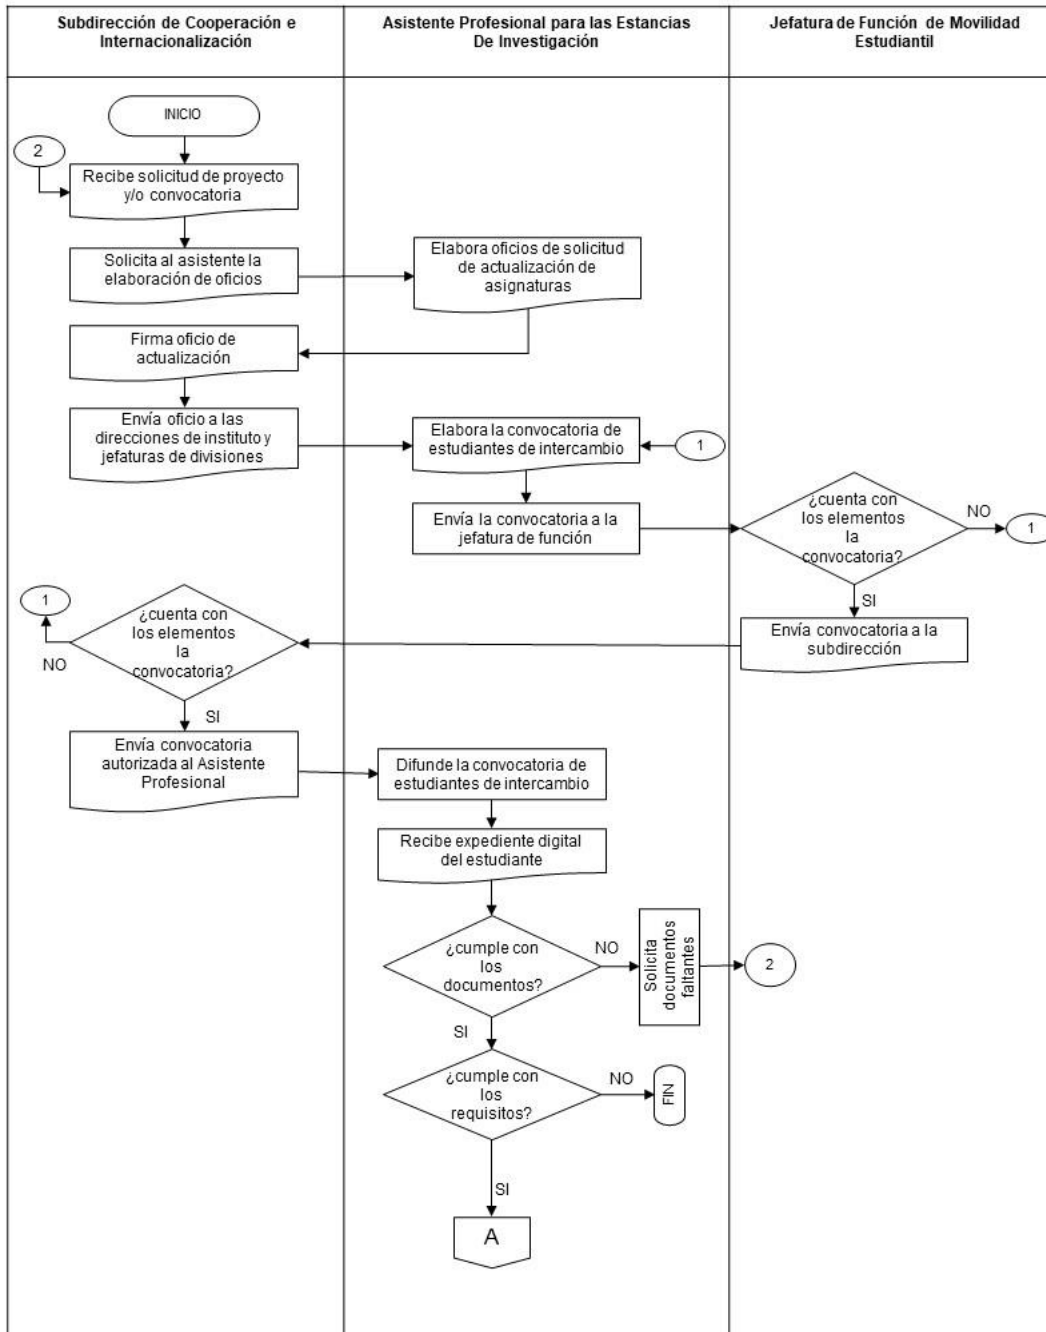 Subdirección de Cooperación e
Internacionalización
Asistente Profesional para las Estancias
De Investigación
Jefatura de Función de Movilidad
Estudiantil
INICIO
2
Recibe solicitud de proyecto
y/o convocatoria
Solicita al asistente la
elaboración de oficios
Elabora oficios de solicitud
de actualización de
asignaturas
Firma oficio de
actualización
Envía oficio a las
direcciones de instituto y
jefaturas de divisiones
Elabora la convocatoria de
estudiantes de intercambio
1
Envía la convocatoria a la
jefatura de función
¿cuenta con
los elementos
la
convocatoria?
NO
1
SI
Envía convocatoria a la
subdirección
1
¿cuenta con
los elementos
la
convocatoria?
NO
SI
Envía convocatoria
autorizada al Asistente
Profesional
Difunde la convocatoria de
estudiantes de intercambio
Recibe expediente digital
del estudiante
¿cumple con
los
documentos?
NO
Solicita
documentos
faltantes
2
SI
¿cumple con
los
requisitos?
NO
FIN
SI
A